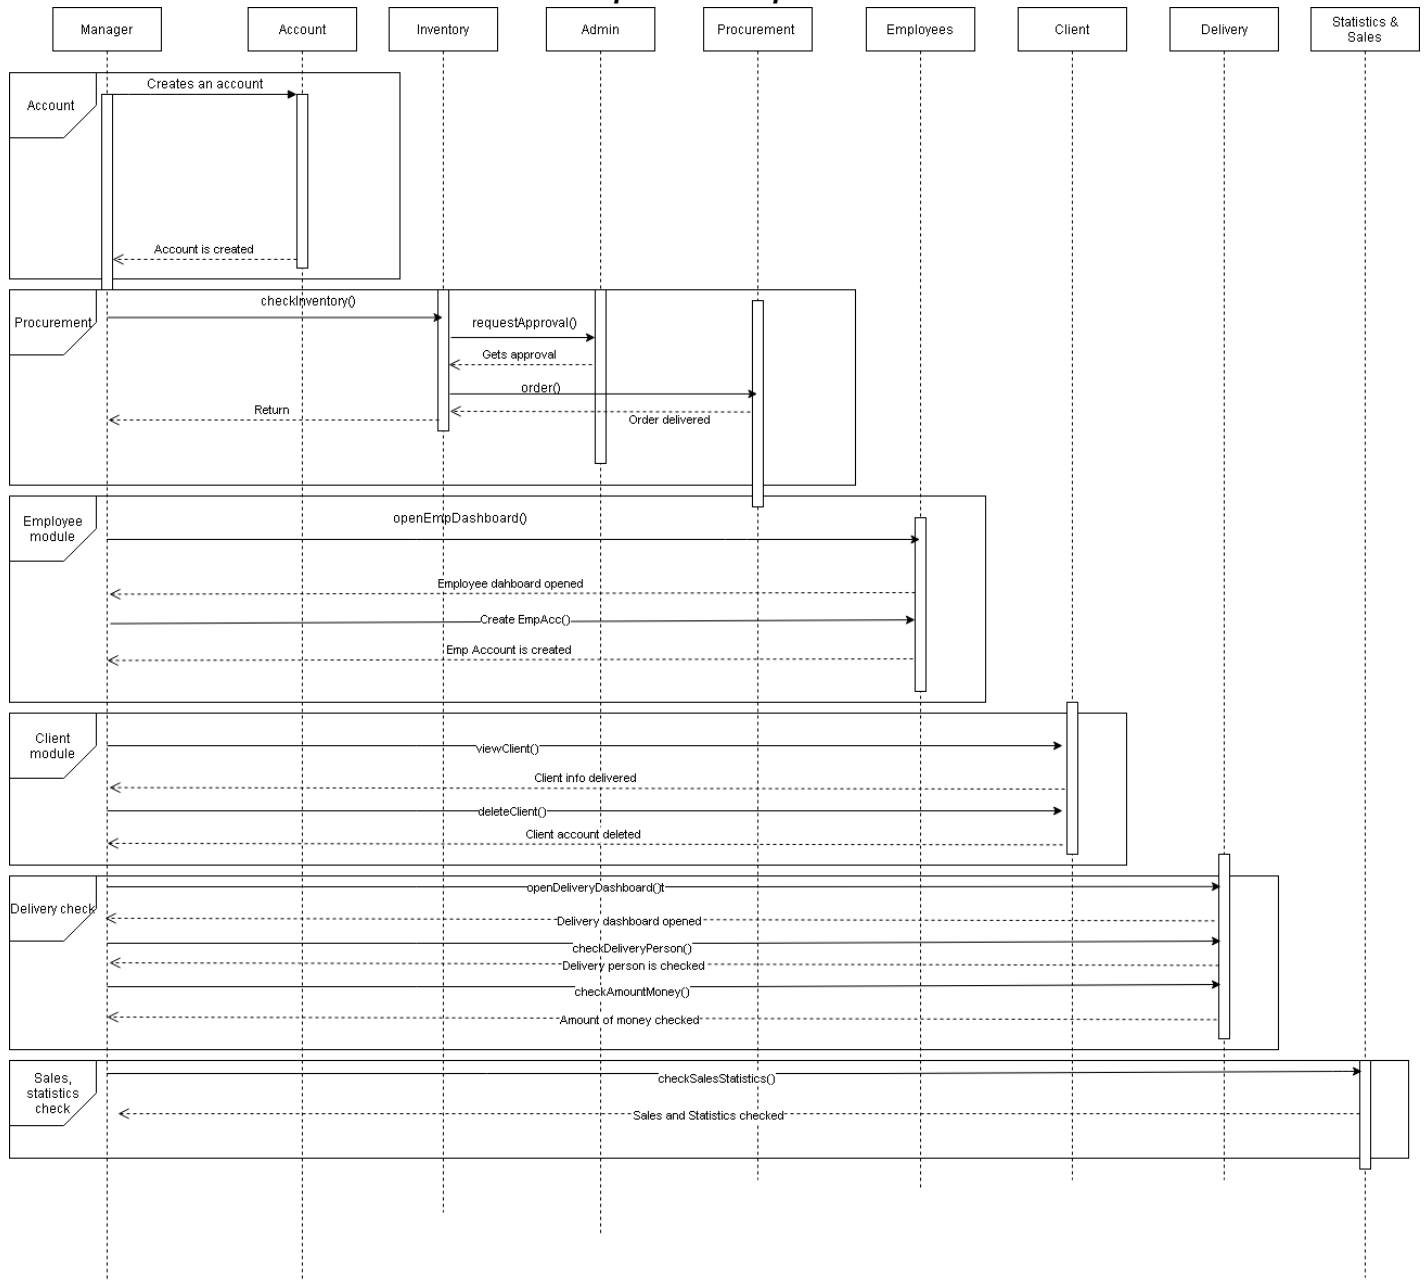 Manager
Account
Inventory
Admin
Procurement
Employees
Client
Delivery
Statistics &
Sales
Account
Creates an account
Account is created
Procurement
checkInventory()
requestApproval()
Gets approval
order()
Return
Order delivered
Employee
module
openEmpDashboard()
Employee dahboard opened
Create EmpAcc()
Emp Account is created
Client
module
viewClient()
Client info delivered
deleteClient()
Client account deleted
Delivery check
openDeliveryDashboard()t
Delivery dashboard opened
checkDeliveryPerson()
Delivery person is checked
checkAmountMoney()
Amount of money checked
Sales,
statistics
check
checkSalesStatistics()
Sales and Statistics checked